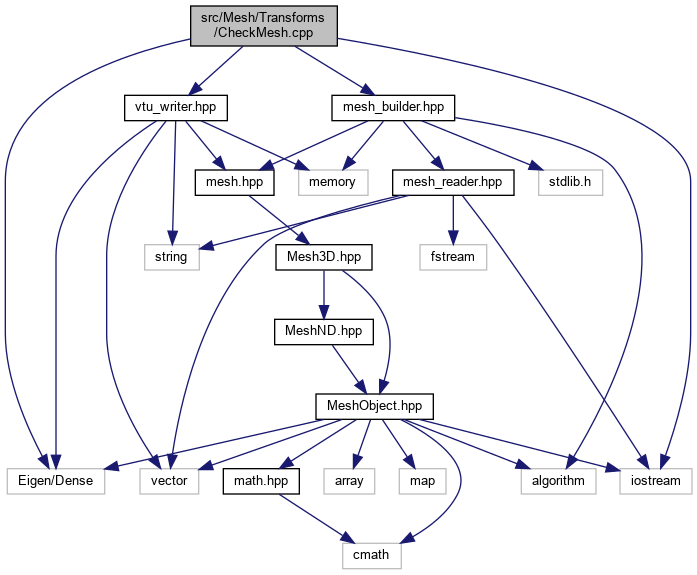 src/Mesh/Transforms
/CheckMesh.cpp
vtu_writer.hpp
mesh_builder.hpp
mesh.hpp
memory
mesh_reader.hpp
stdlib.h
string
Mesh3D.hpp
fstream
MeshND.hpp
MeshObject.hpp
Eigen/Dense
vector
math.hpp
array
map
algorithm
iostream
cmath